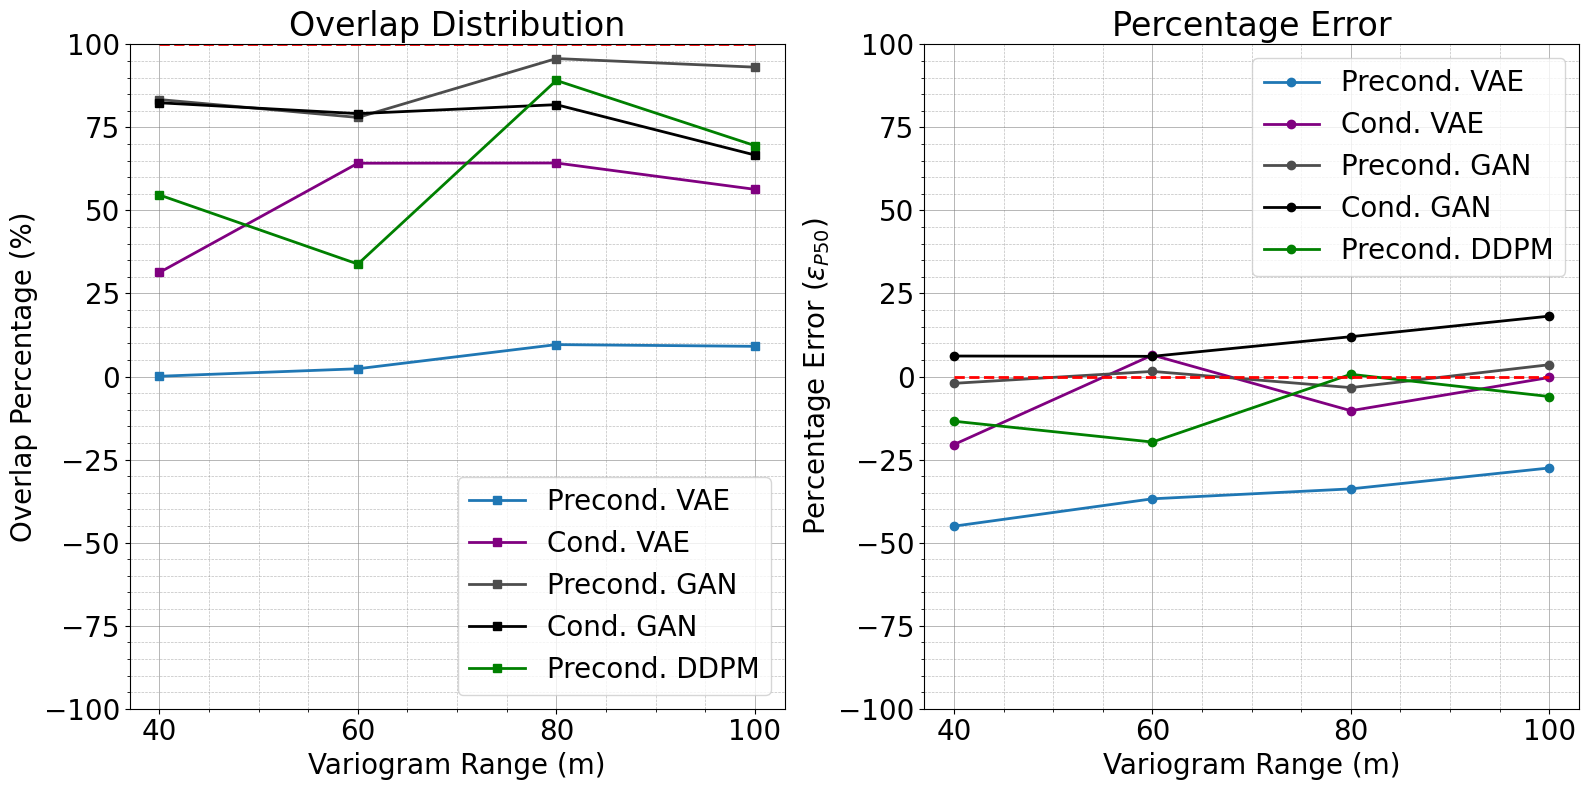 Overlap Distribution
Overlap Percentage (%)
100
75
50
25
0
−25
−50
−75
−100
40 60 80 100
Variogram Range (m)
Precond. VAE
Cond. VAE
Precond. GAN
Cond. GAN
Precond. DDPM
Percentage Error
Percentage Error (ϵP50)
100
75
50
25
0
−25
−50
−75
−100
40 60 80 100
Variogram Range (m)
Precond. VAE
Cond. VAE
Precond. GAN
Cond. GAN
Precond. DDPM